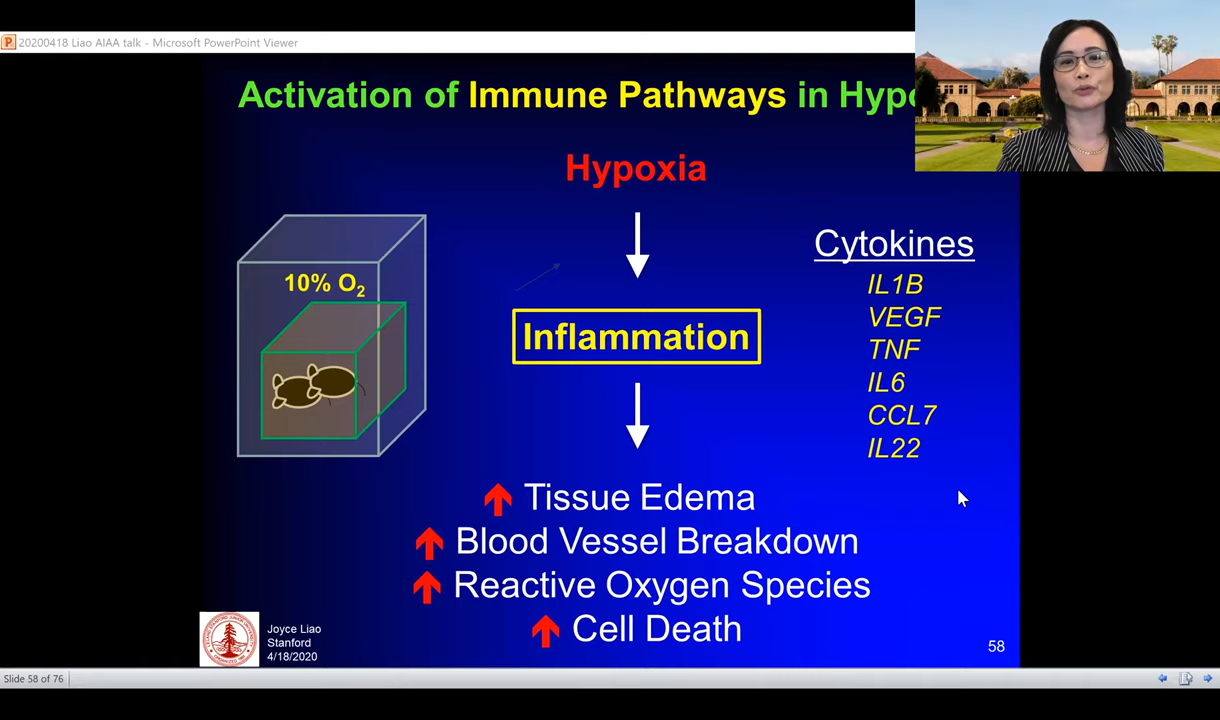 20200418 Liao AIAA talk - Microsoft PowerPoint Viewer
Activation of Immune Pathways in
Hypoxia
10% O₂
Inflammation
Cytokines
IL1B
VEGF
TNF
IL6
CCL7
IL22
Tissue Edema
Blood Vessel Breakdown
Reactive Oxygen Species
Cell Death
Joyce Liao
Stanford
4/18/2020
58
Slide 58 of 76